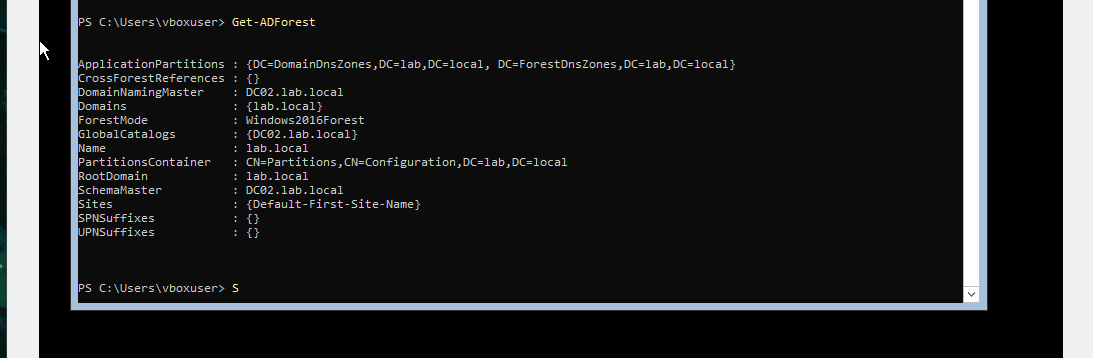 PS C:\Users\vboxuser> Get-ADForest
ApplicationPartitions : {DC=DomainDnsZones,DC=lab,DC=local, DC=ForestDnsZones,DC=lab,DC=local}
CrossForestReferences : {}
DomainNamingMaster    : DC02.lab.local
Domains               : {lab.local}
ForestMode            : Windows2016Forest
GlobalCatalogs        : {DC02.lab.local}
Name                  : lab.local
PartitionsContainer   : CN=Partitions,CN=Configuration,DC=lab,DC=local
RootDomain            : lab.local
SchemaMaster          : DC02.lab.local
Sites                 : {Default-First-Site-Name}
SPNSuffixes           : {}
UPNSuffixes           : {}
PS C:\Users\vboxuser> S